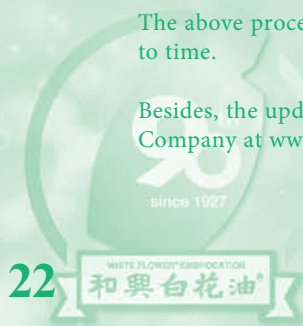 The above proce
to time.
Besides, the upd
Company at ww
90
since 1927
WHITE FLOWER EMBROCATION
22 和興白花油®